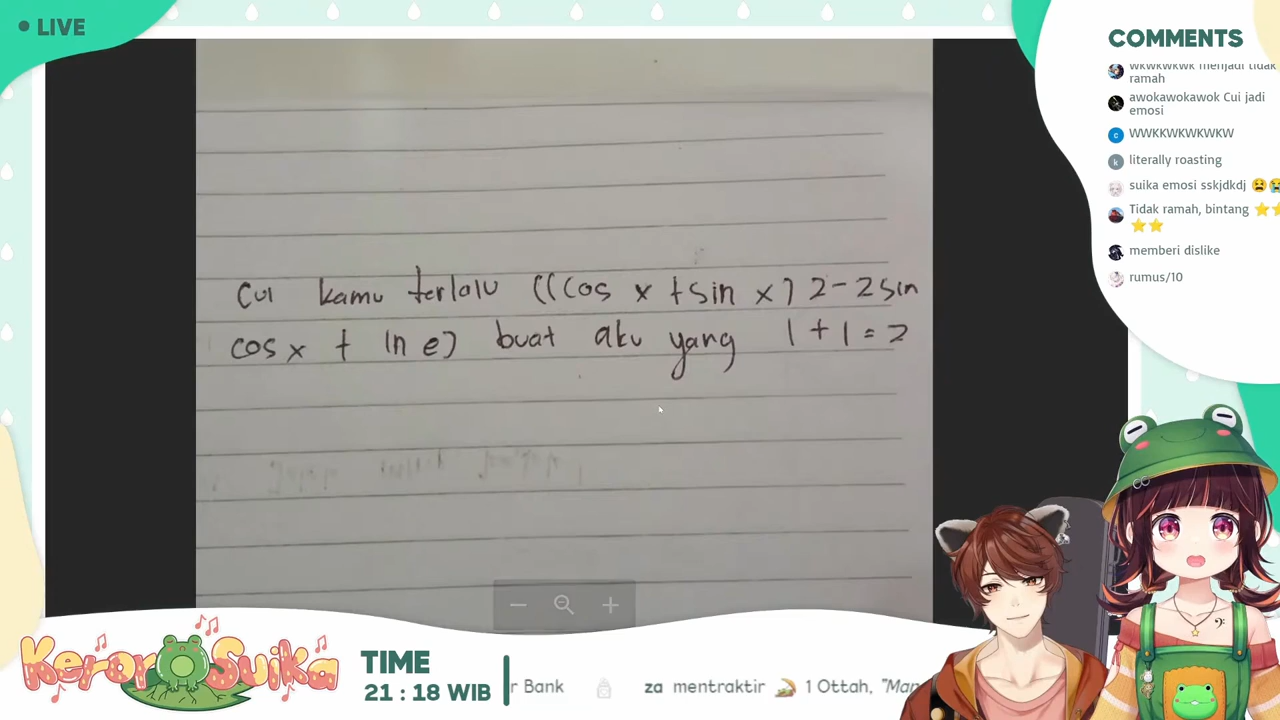 LIVE
COMMENTS
wkwkwkwk menjadi tidak
ramah
awokawokawok Cui jadi
emosi
WWKKWKWKWKW
literally roasting
suika emosi sskjdkdj 😫
Tidak ramah, bintang ⭐
⭐⭐
memberi dislike
rumus/10
Cui kamu terlalu ((cos x + sin x) 2 - 2 sin
cos x + ln e) buat aku yang 1 + 1 = 2
Keroro Suika
TIME
21 : 18 WIB
r Bank
za mentraktir 1 Ottah,